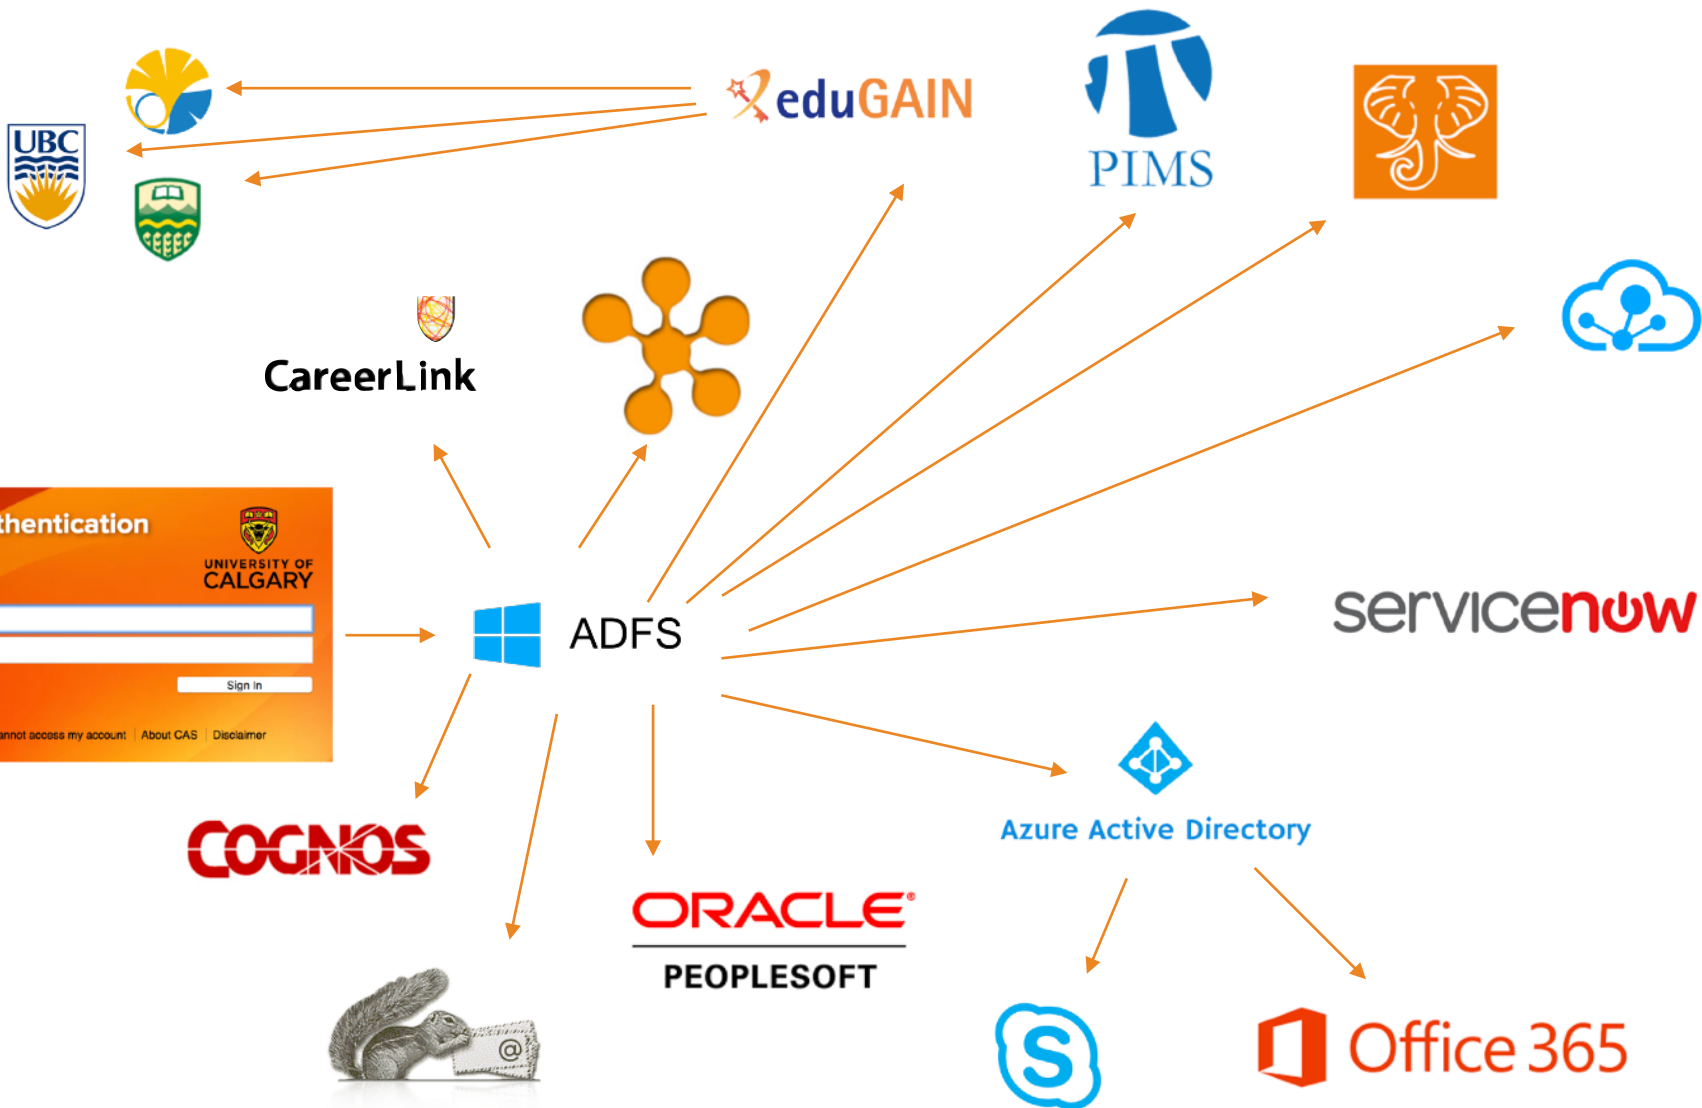 eduGAIN
UBC
PIMS
CareerLink
thentication
UNIVERSITY OF
CALGARY
ADFS
servicenow
Sign In
annot access my account | About CAS | Disclaimer
Azure Active Directory
COGNOS
ORACLE®
PEOPLESOFT
@
S
Office 365